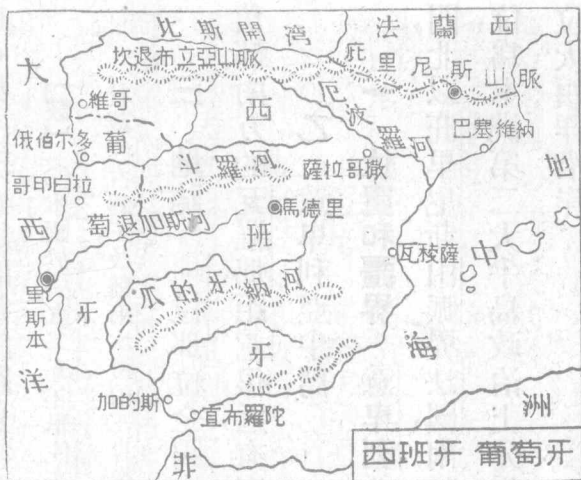 比斯開灣
法蘭西
大西洋
坎退布立亞山脈
庇里尼斯山脈
維哥
西班牙
厄波羅河
巴塞維納
俄伯尔多
葡萄牙
斗羅河
薩拉哥撒
地中海
哥印白拉
退加斯河
馬德里
瓦稜薩
里斯本
瓜的牙納河
加的斯
直布羅陀
非洲
西班牙 葡萄牙